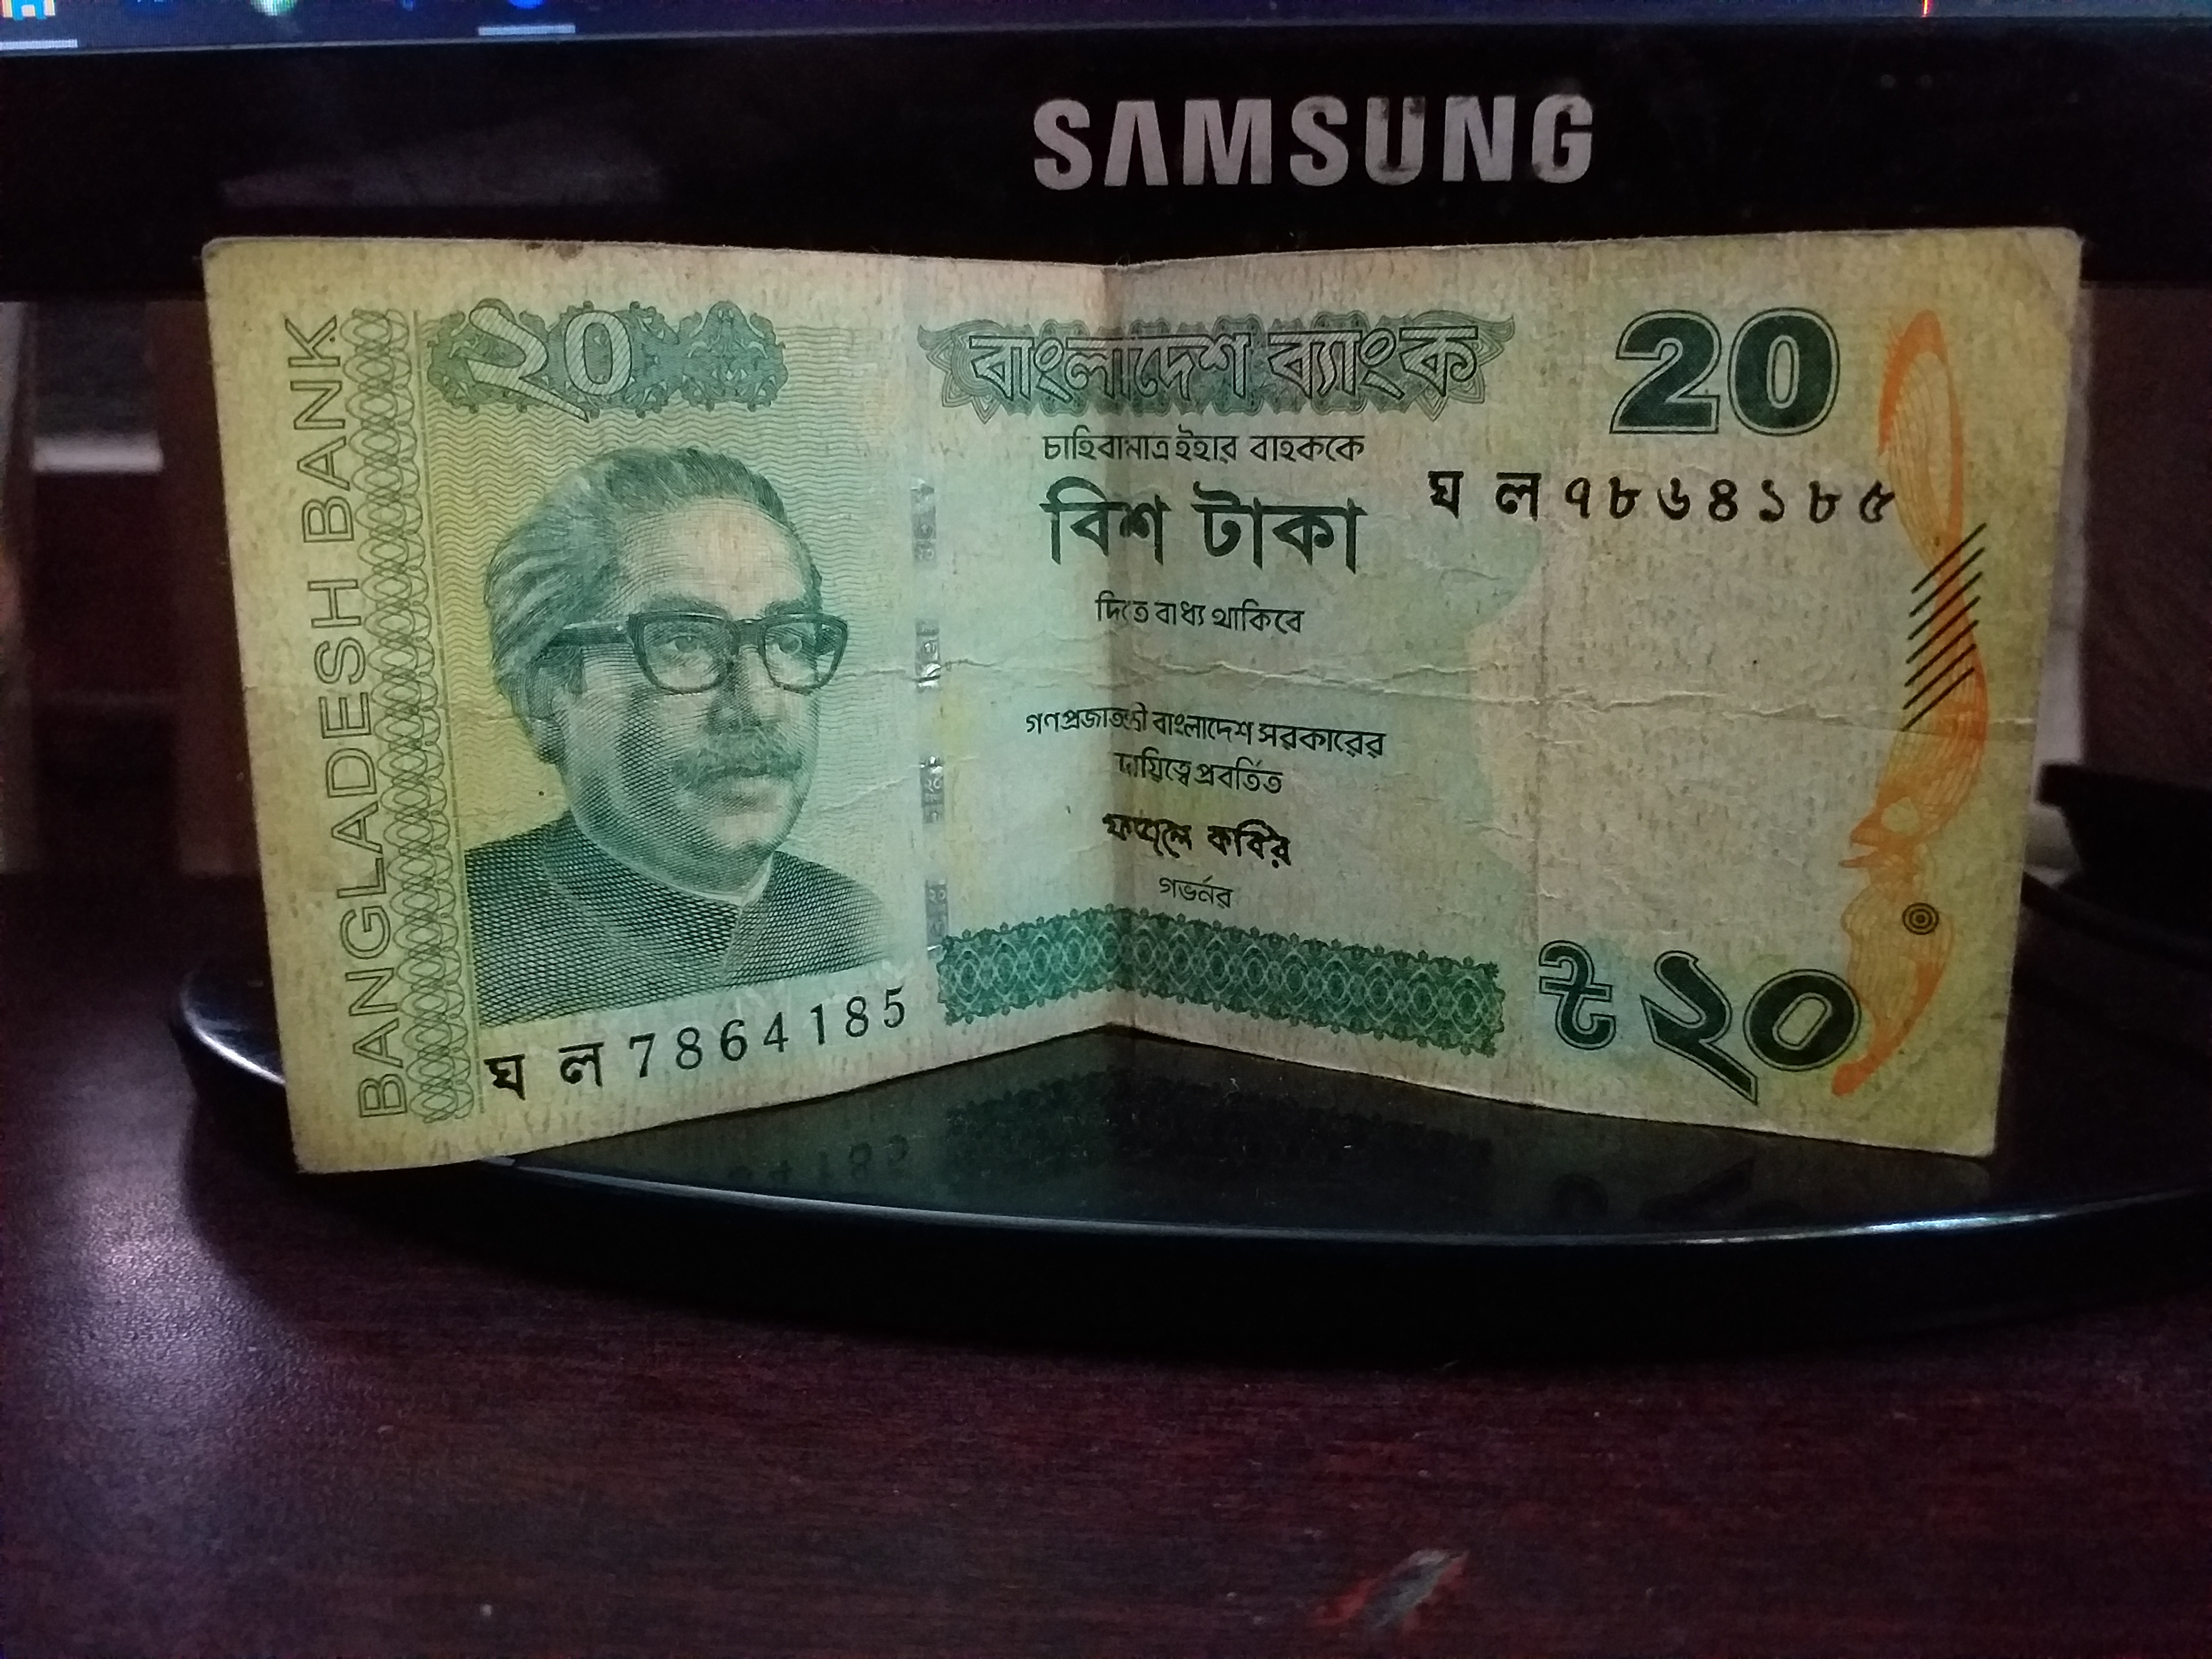 SAMSUNG
BANGLADESH BANK
২০
বাংলাদেশ ব্যাংক
20
চাহিবামাত্র ইহার বাহককে
বিশ টাকা
ঘ ল ৭৮৬৪১৮৫
দিতে বাধ্য থাকিবে
গণপ্রজাতন্ত্রী বাংলাদেশ সরকারের
দায়িত্বে প্রবর্তিত
ফজলে কবির
গভর্নর
ঘ ল 7864185
৳ ২০